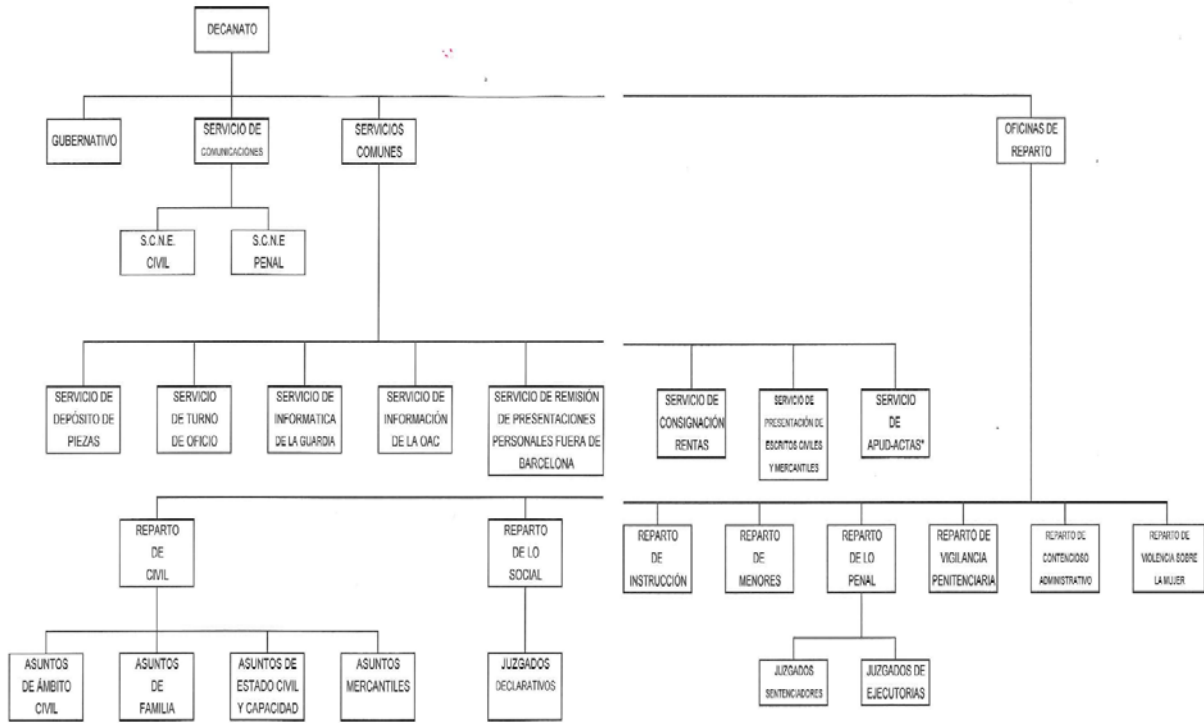 DECANATO
GUBERNATIVO
SERVICIO DE
COMUNICACIONES
SERVICIOS
COMUNES
OFICINAS DE
REPARTO
S.C.N.E.
CIVIL
S.C.N.E
PENAL
SERVICIO DE
DEPÓSITO DE
PIEZAS
SERVICIO
DE TURNO
DE OFICIO
SERVICIO DE
INFORMATICA
DE LA GUARDIA
SERVICIO DE
INFORMACIÓN
DE LA OAC
SERVICIO DE REMISIÓN
DE PRESENTACIONES
PERSONALES FUERA DE
BARCELONA
SERVICIO DE
CONSIGNACIÓN
RENTAS
SERVICIO DE
PRESENTACIÓN DE
ESCRITOS CIVILES
Y MERCANTILES
SERVICIO
DE
APUD-ACTAS*
REPARTO
DE
CIVIL
REPARTO
DE LO
SOCIAL
REPARTO
DE
INSTRUCCIÓN
REPARTO
DE
MENORES
REPARTO
DE LO
PENAL
REPARTO DE
VIGILANCIA
PENITENCIARIA
REPARTO DE
CONTENCIOSO
ADMINISTRATIVO
REPARTO DE
VIOLENCIA SOBRE
LA MUJER
ASUNTOS
DE ÁMBITO
CIVIL
ASUNTOS
DE
FAMILIA
ASUNTOS DE
ESTADO CIVIL
Y CAPACIDAD
ASUNTOS
MERCANTILES
JUZGADOS
DECLARATIVOS
JUZGADOS
SENTENCIADORES
JUZGADOS DE
EJECUTORIAS